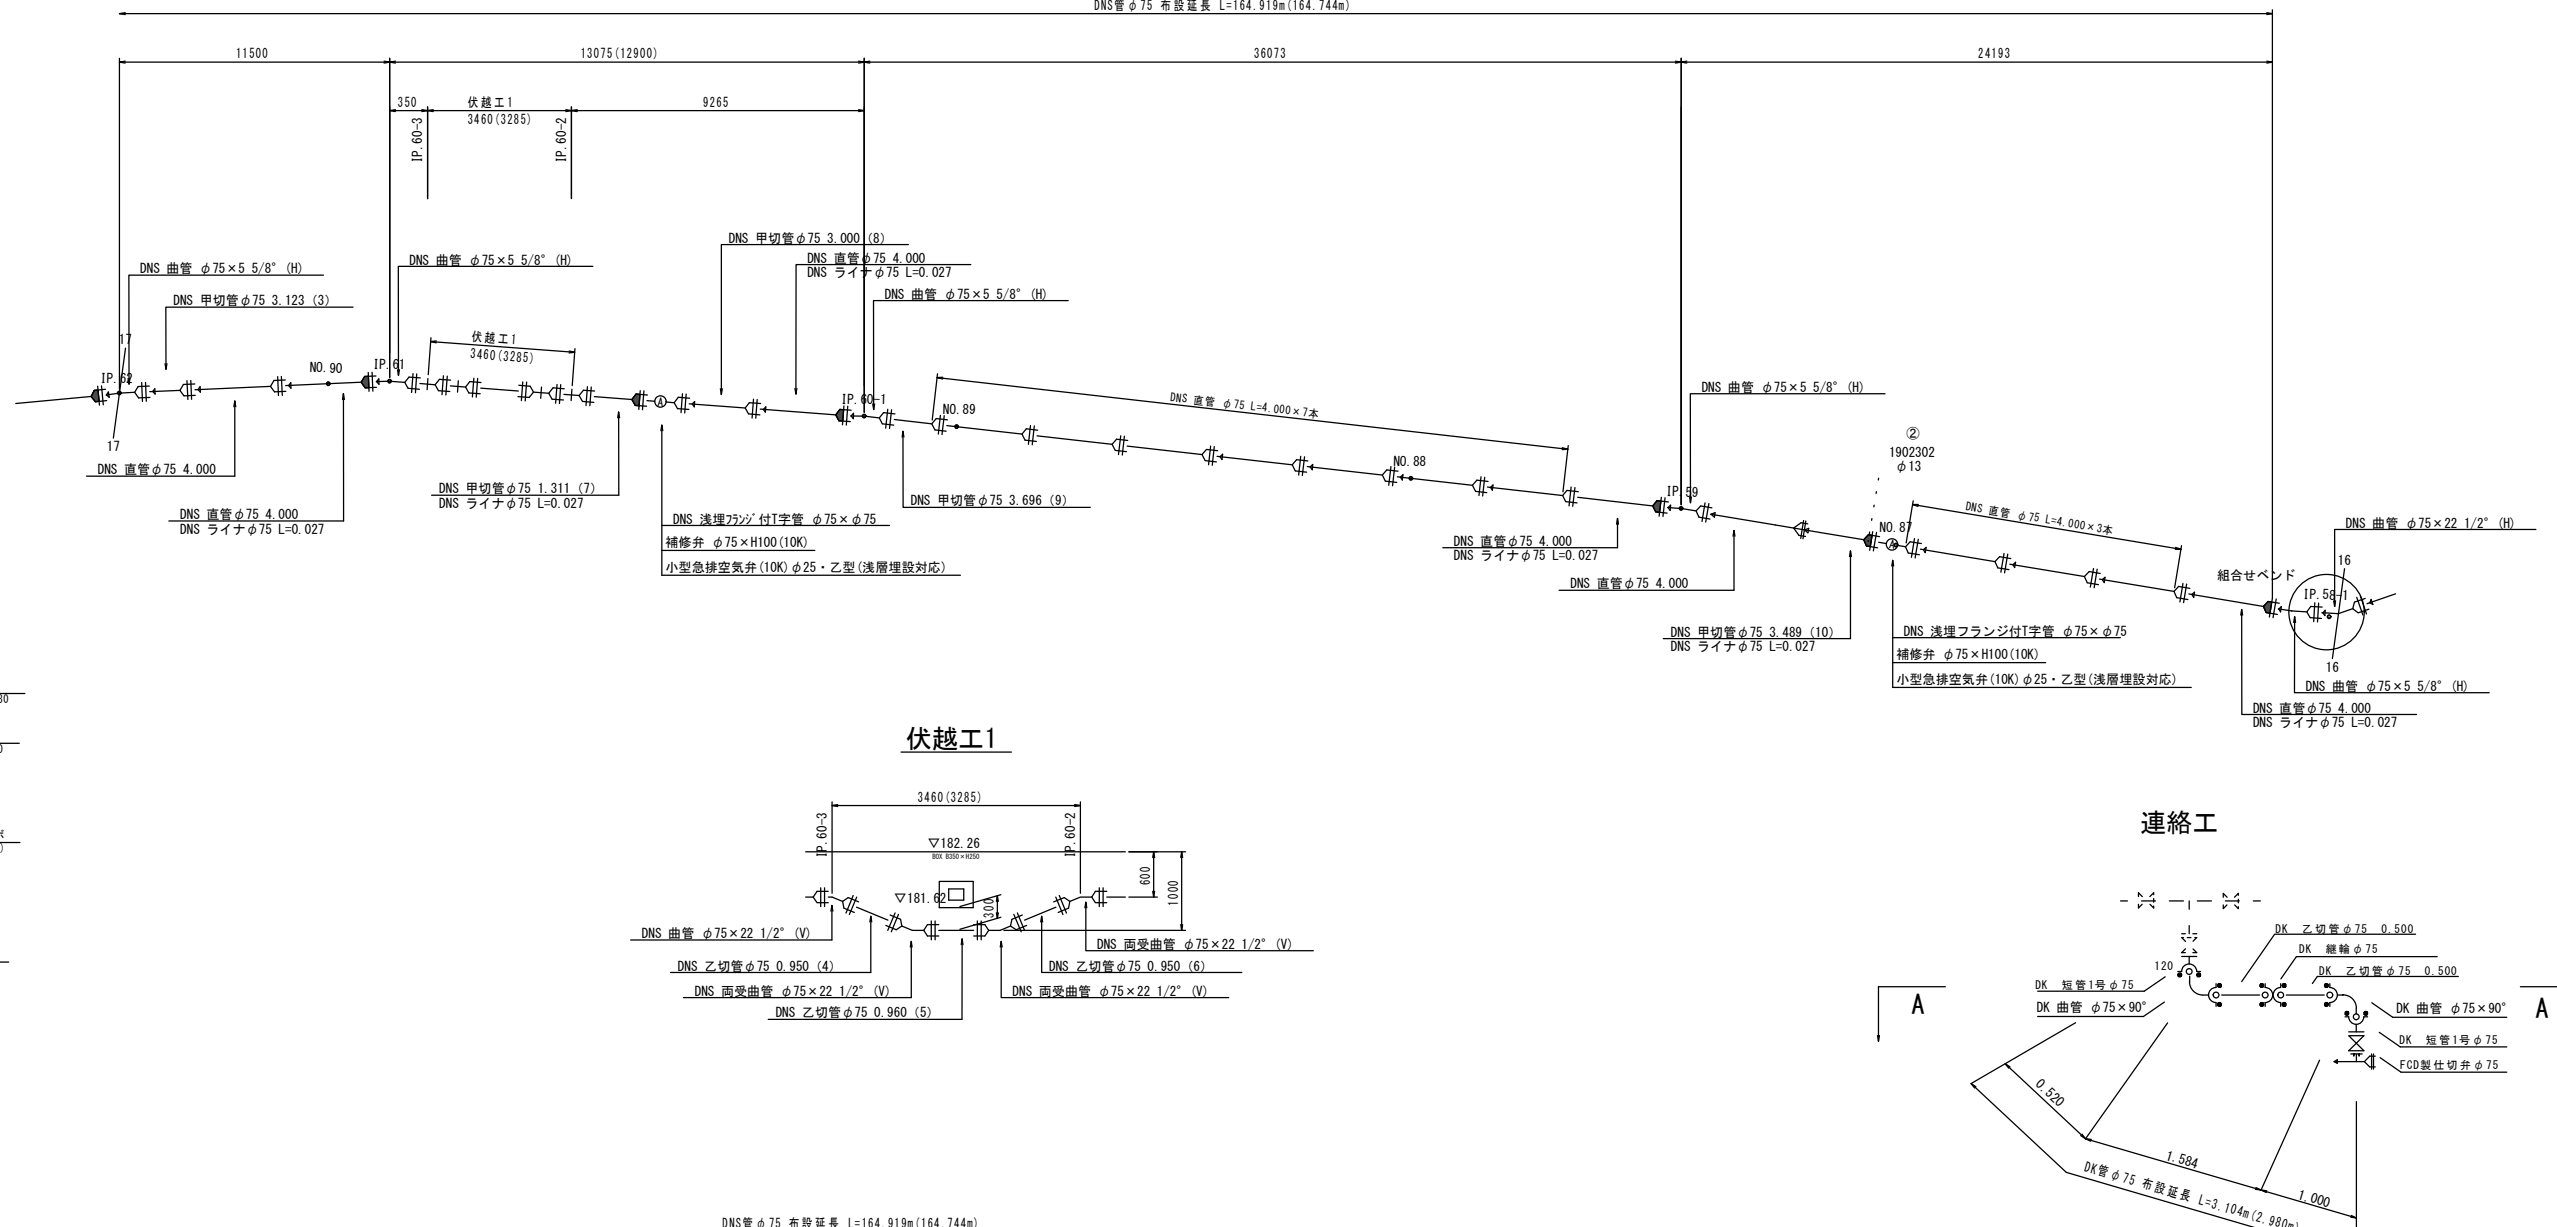 DNS管φ75 布設延長 L=164.919m(164.744m)
11500
13075(12900)
36073
24193
350
伏越工1
3460(3285)
9265
IP.60-3
IP.60-2
DNS 甲切管φ75 3.000 (8)
DNS 直管φ75 4.000
DNS ライナφ75 L=0.027
DNS 曲管 φ75×5 5/8° (H)
DNS 曲管 φ75×5 5/8° (H)
DNS 曲管 φ75×5 5/8° (H)
DNS 甲切管φ75 3.123 (3)
17
IP.62
NO.90
IP.61
伏越工1
3460(3285)
IP.60-1
NO.89
DNS 直管 φ75 L=4.000×7本
DNS 曲管 φ75×5 5/8° (H)
②
1902302
φ13
17
DNS 直管φ75 4.000
DNS 直管φ75 4.000
DNS ライナφ75 L=0.027
DNS 甲切管φ75 1.311 (7)
DNS ライナφ75 L=0.027
DNS 甲切管φ75 3.696 (9)
DNS 浅埋フランジ付T字管 φ75×φ75
補修弁 φ75×H100(10K)
小型急排空気弁(10K)φ25・乙型(浅層埋設対応)
NO.88
IP.59
NO.87
DNS 直管 φ75 L=4.000×3本
DNS 曲管 φ75×22 1/2° (H)
DNS 直管φ75 4.000
DNS ライナφ75 L=0.027
DNS 直管φ75 4.000
組合せベンド
16
IP.58-1
DNS 甲切管φ75 3.489 (10)
DNS ライナφ75 L=0.027
DNS 浅埋フランジ付T字管 φ75×φ75
補修弁 φ75×H100(10K)
小型急排空気弁(10K)φ25・乙型(浅層埋設対応)
16
DNS 曲管 φ75×5 5/8° (H)
DNS 直管φ75 4.000
DNS ライナφ75 L=0.027
伏越工1
3460(3285)
IP.60-3
IP.60-2
▽182.26
BOX B350×H250
▽181.62
300
600
1000
DNS 曲管 φ75×22 1/2° (V)
DNS 両受曲管 φ75×22 1/2° (V)
DNS 乙切管φ75 0.950 (4)
DNS 乙切管φ75 0.950 (6)
DNS 両受曲管 φ75×22 1/2° (V)
DNS 両受曲管 φ75×22 1/2° (V)
DNS 乙切管φ75 0.960 (5)
連絡工
DK 乙切管φ75 0.500
DK 継輪φ75
DK 乙切管φ75 0.500
120
DK 短管1号φ75
DK 曲管 φ75×90°
DK 曲管 φ75×90°
DK 短管1号φ75
FCD製仕切弁φ75
A
A
0.520
1.584
1.000
DK管φ75 布設延長 L=3.104m(2.980m)
DNS管φ75 布設延長 L=164.919m(164.744m)